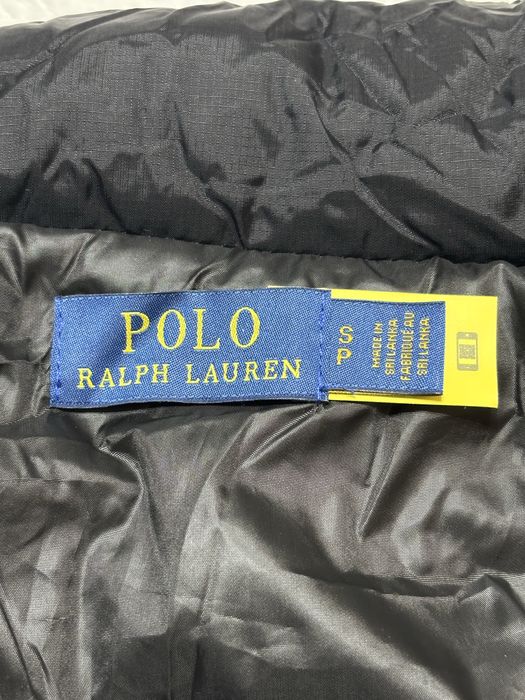 POLO
RALPH LAUREN
S
P
MADE IN
SRI LANKA
FABRIQUÉ AU
SRI LANKA